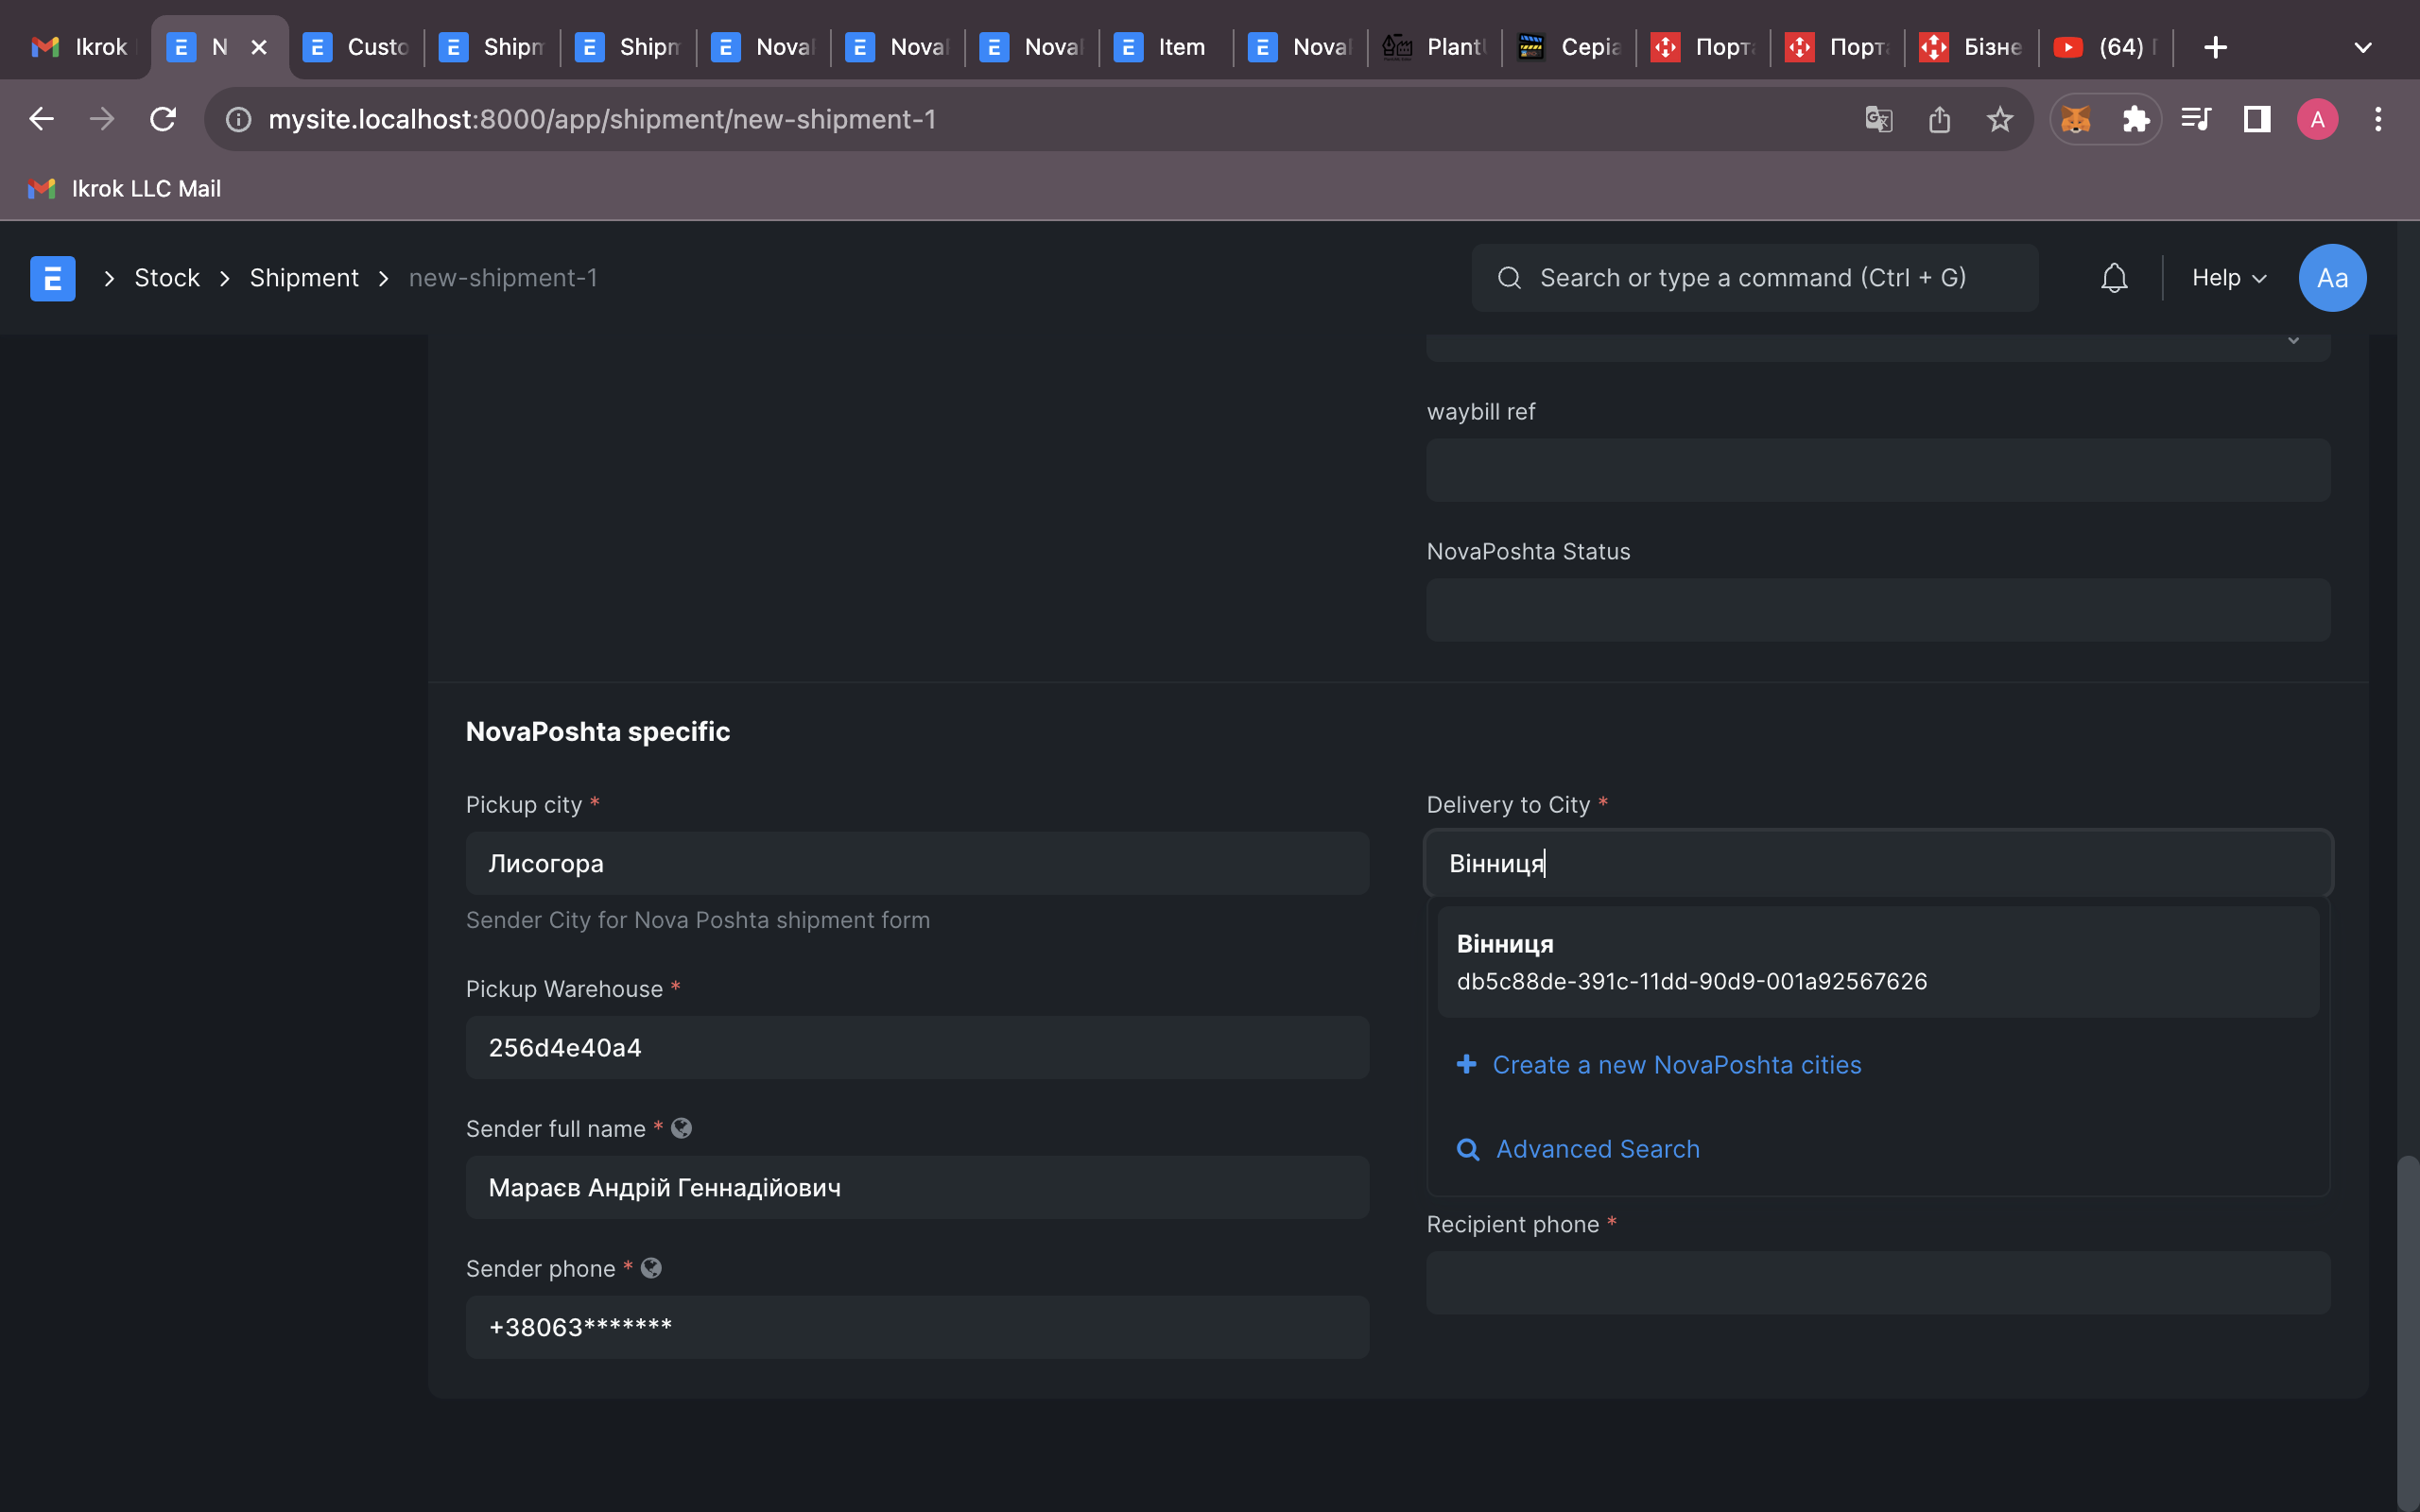 Ikrok
N
Custo
Shipm
Shipm
Nova
Nova
Nova
Item
Nova
Plant
Серіа
Порта
Порта
Бізне
(64)
mysite.localhost:8000/app/shipment/new-shipment-1
A
Ikrok LLC Mail
E
Stock
Shipment
new-shipment-1
Search or type a command (Ctrl + G)
Help
Aa
waybill ref
NovaPoshta Status
NovaPoshta specific
Pickup city *
Лисогора
Sender City for Nova Poshta shipment form
Pickup Warehouse *
256d4e40a4
Sender full name *
Мараєв Андрій Геннадійович
Sender phone *
+38063*******
Delivery to City *
Вінниця
Вінниця
db5c88de-391c-11dd-90d9-001a92567626
Create a new NovaPoshta cities
Advanced Search
Recipient phone *